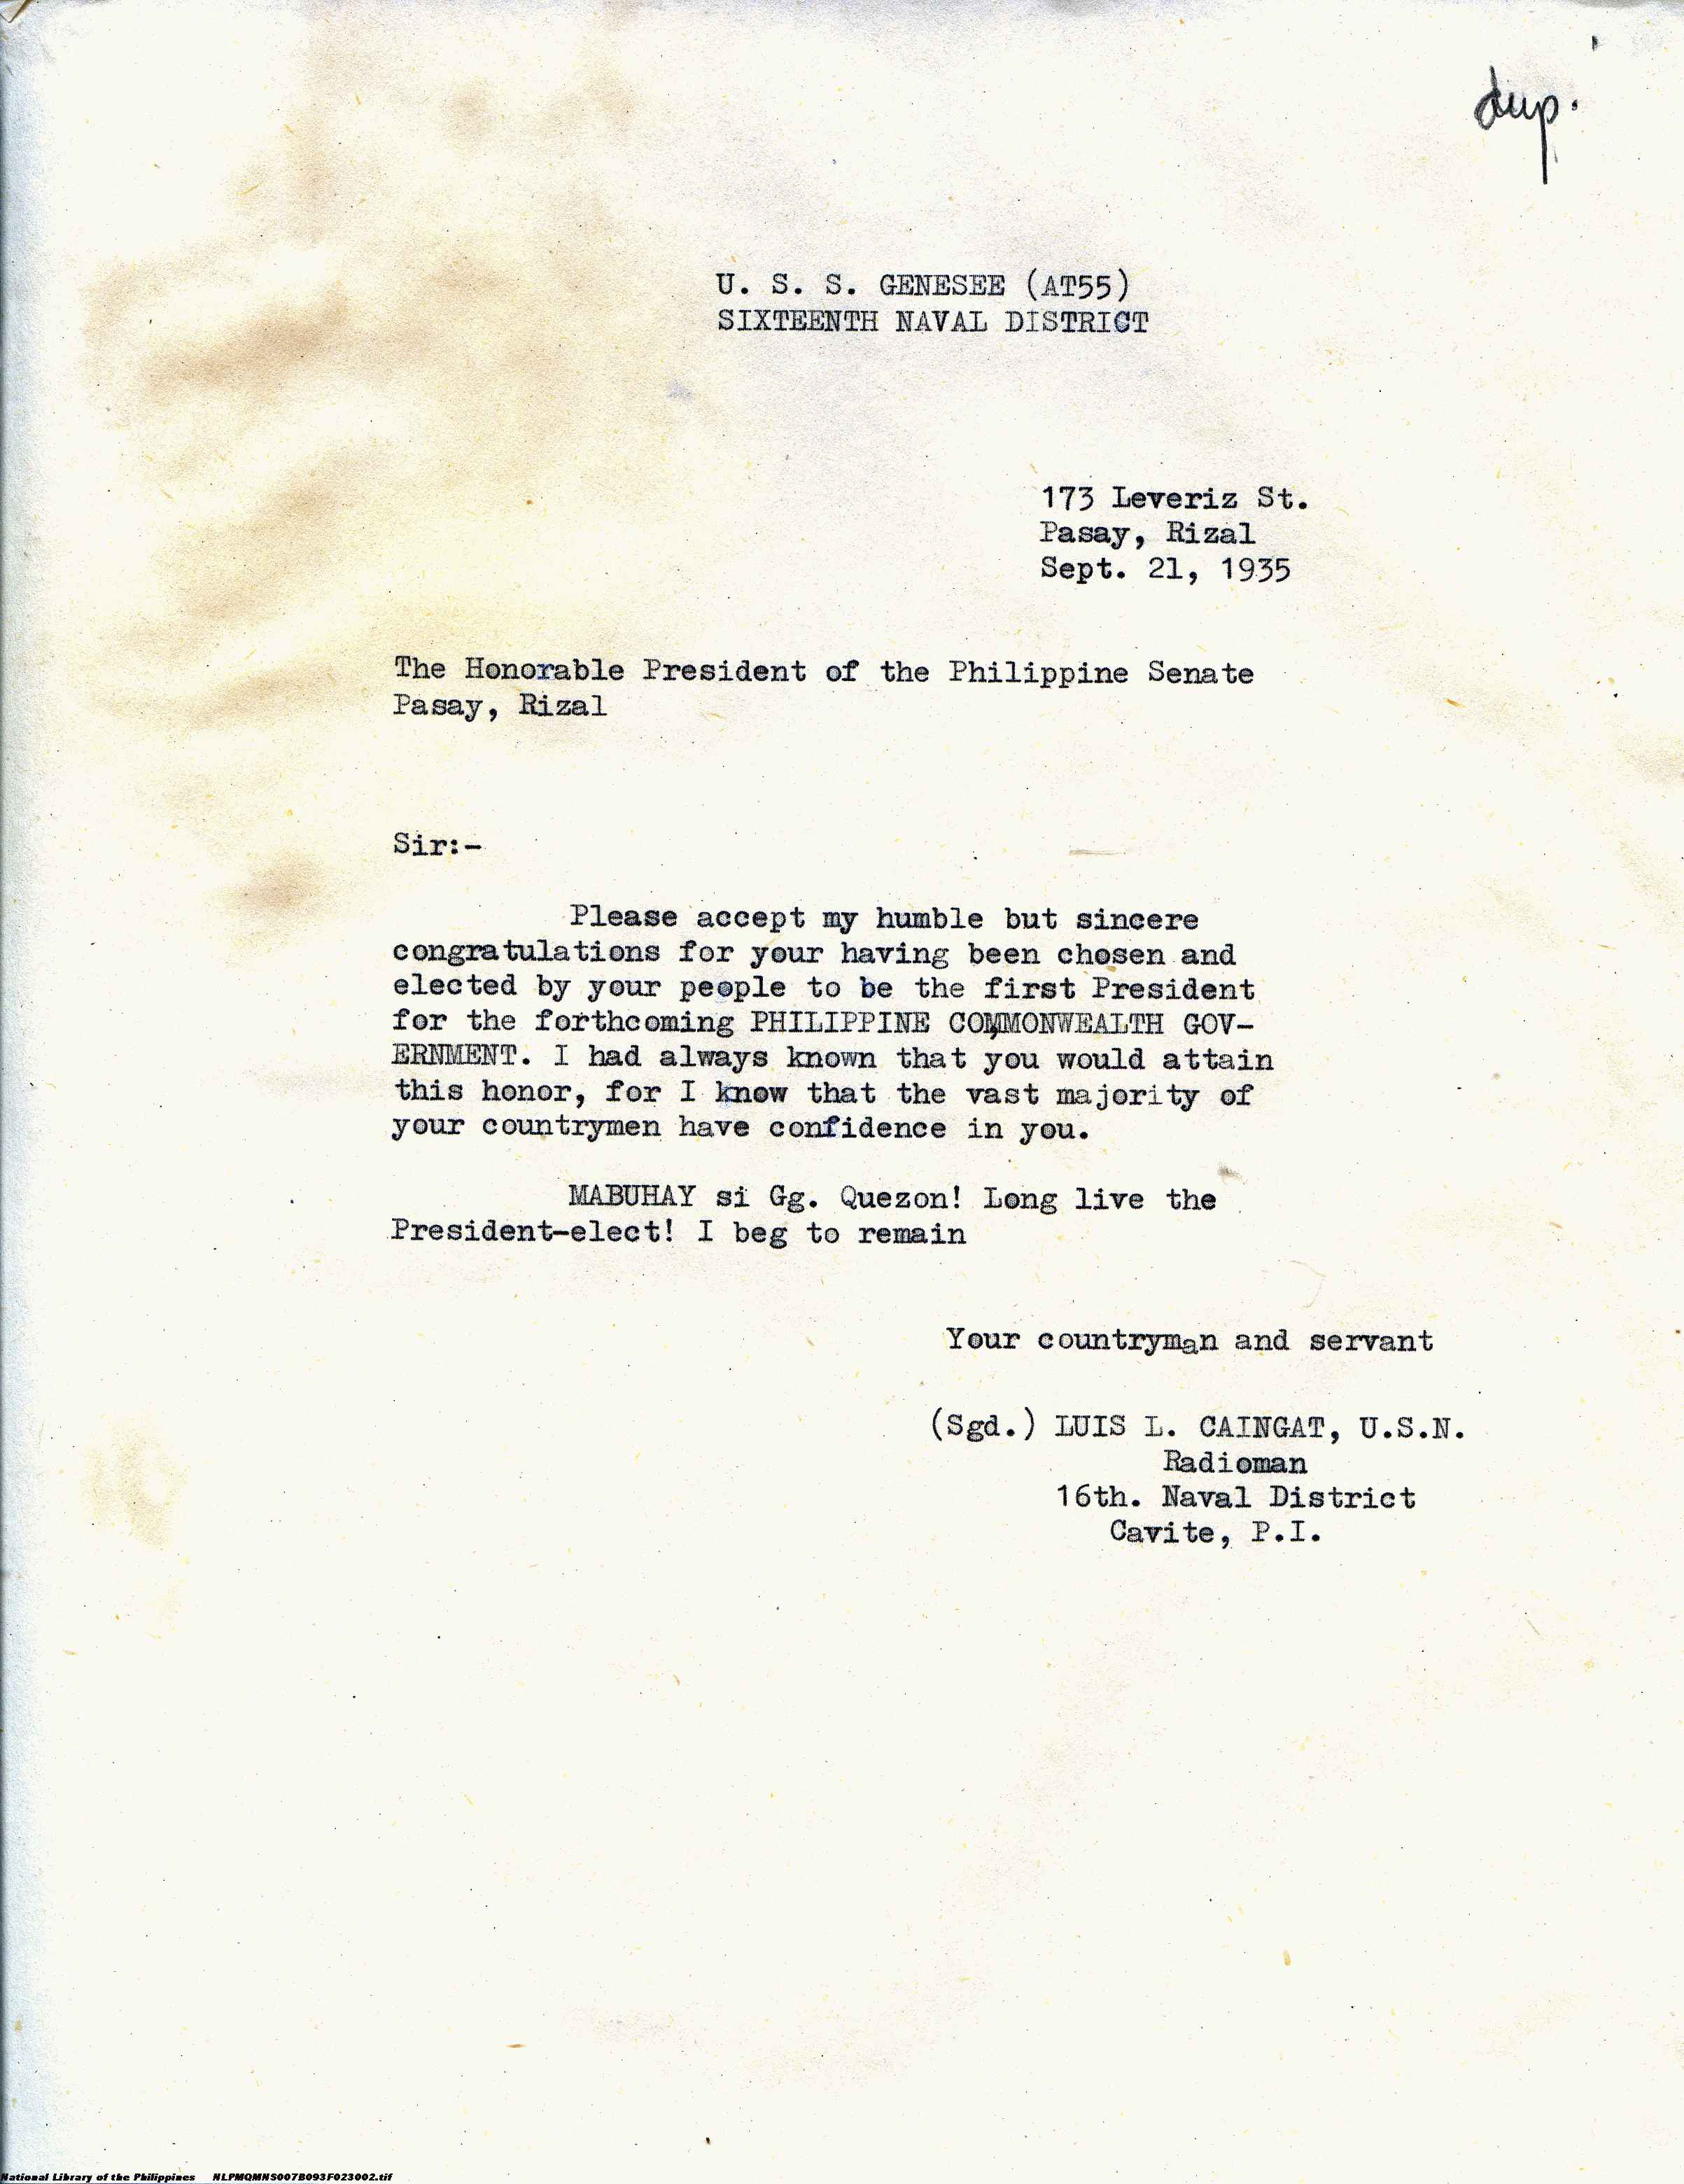 dup.
U. S. S. GENESEE (AT55)
SIXTEENTH NAVAL DISTRICT
173 Leveriz St.
Pasay, Rizal
Sept. 21, 1935
The Honorable President of the Philippine Senate
Pasay, Rizal
Sir:-
Please accept my humble but sincere
congratulations for your having been chosen and
elected by your people to be the first President
for the forthcoming PHILIPPINE COMMONWEALTH GOV-
ERNMENT. I had always known that you would attain
this honor, for I know that the vast majority of
your countrymen have confidence in you.
MABUHAY si Gg. Quezon! Long live the
President-elect! I beg to remain
Your countryman and servant
(Sgd.) LUIS L. CAINGAT, U.S.N.
Radioman
16th. Naval District
Cavite, P.I.
National Library of the Philippines NLPMQMNS007B093F023002.tif